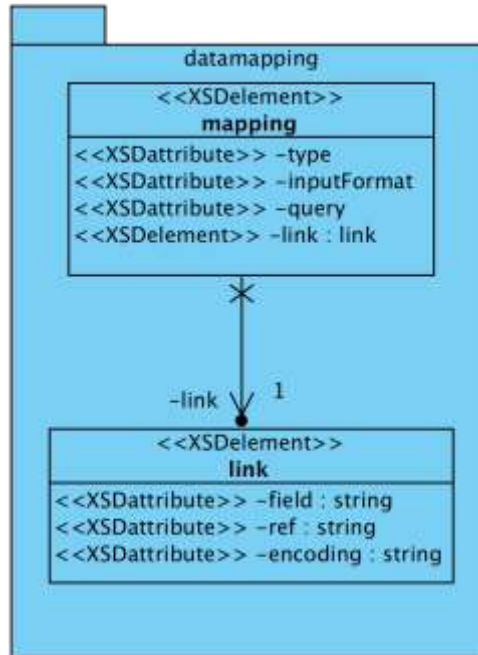 datamapping
<<XSDelement>>
mapping
<<XSDattribute>> -type
<<XSDattribute>> -inputFormat
<<XSDattribute>> -query
<<XSDelement>> -link : link
-link 1
<<XSDelement>>
link
<<XSDattribute>> -field : string
<<XSDattribute>> -ref : string
<<XSDattribute>> -encoding : string